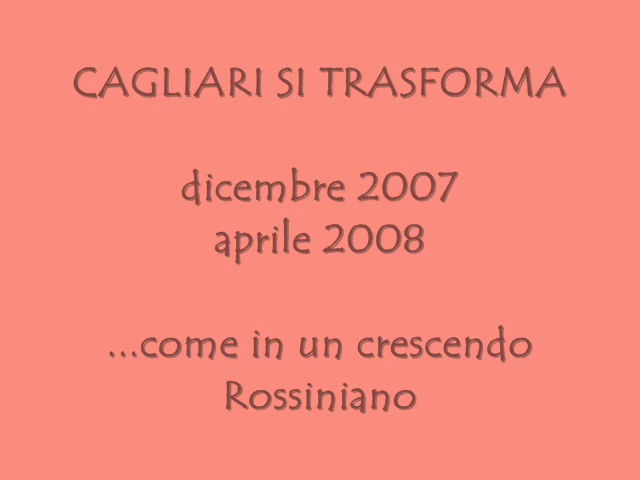 CAGLIARI SI TRASFORMA
dicembre 2007
aprile 2008
...come in un crescendo
Rossiniano